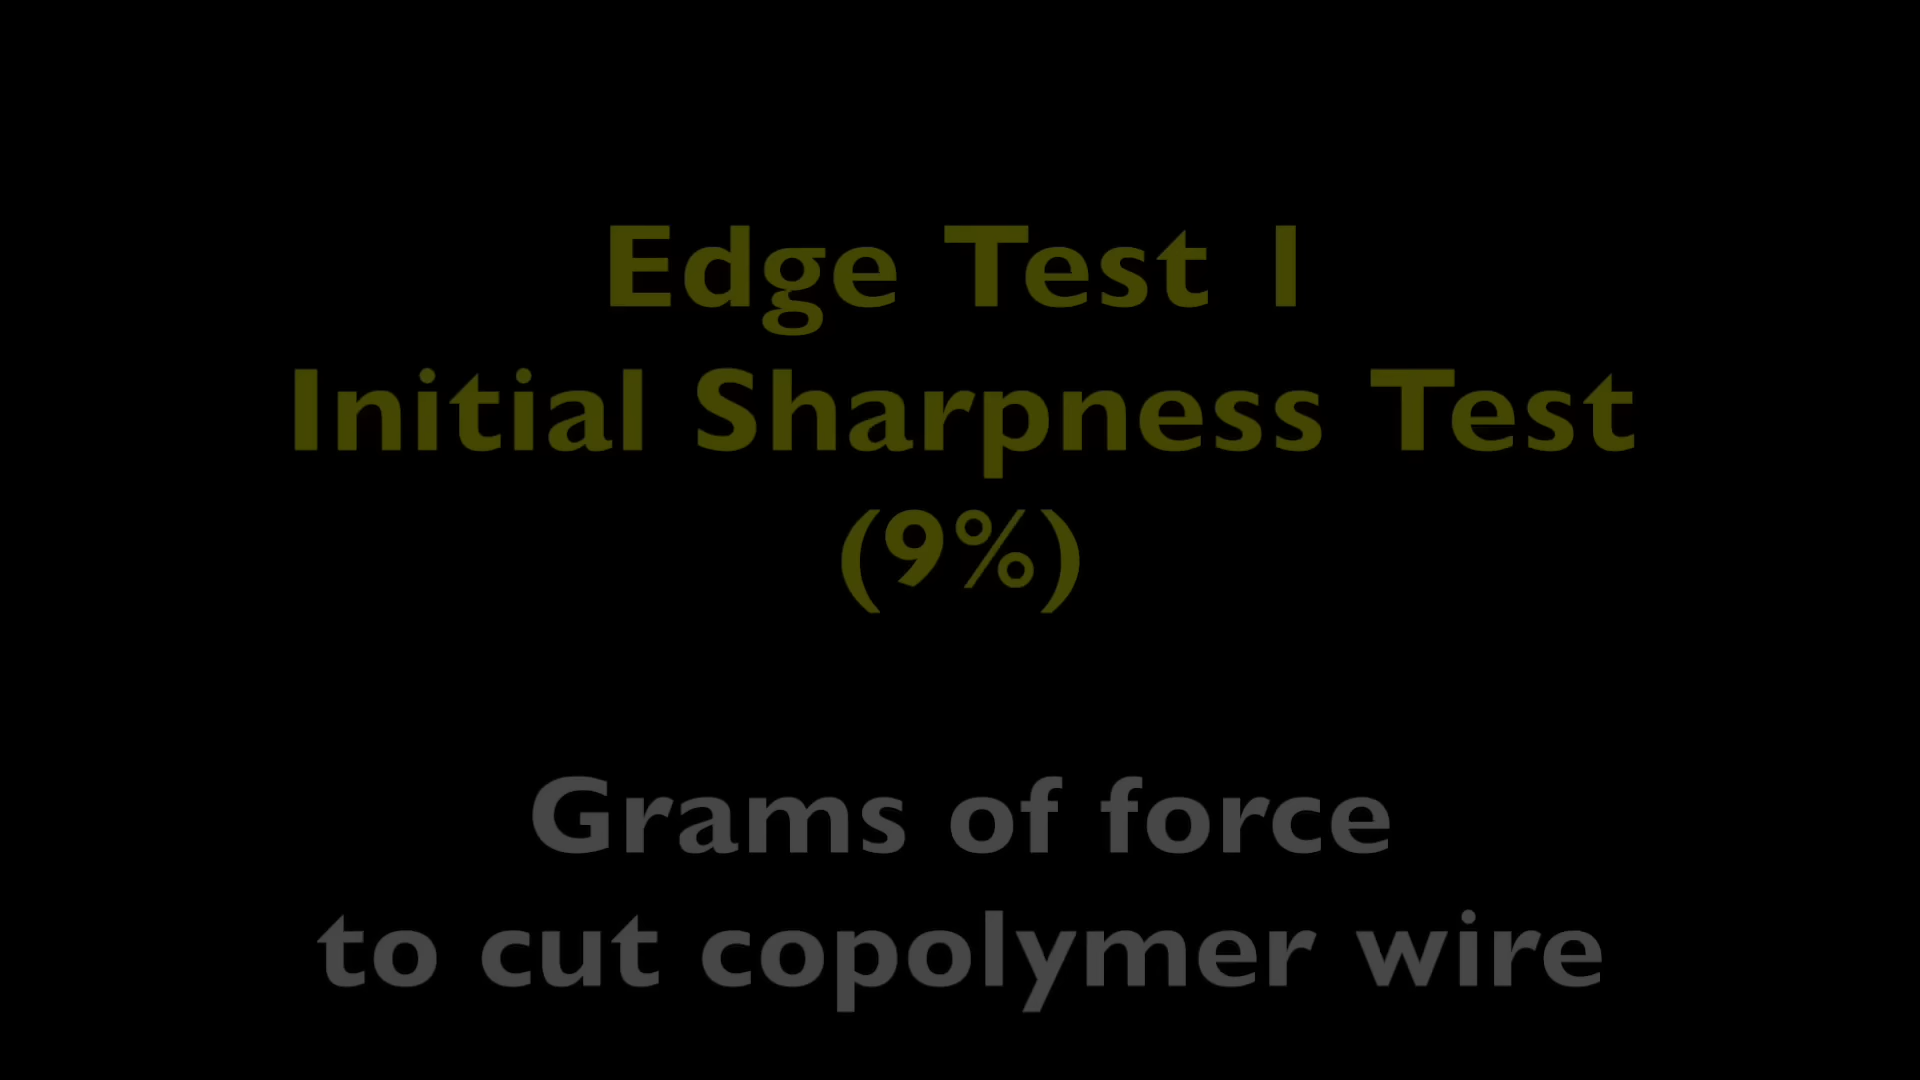 Edge Test 1
Initial Sharpness Test
(9%)
Grams of force
to cut copolymer wire